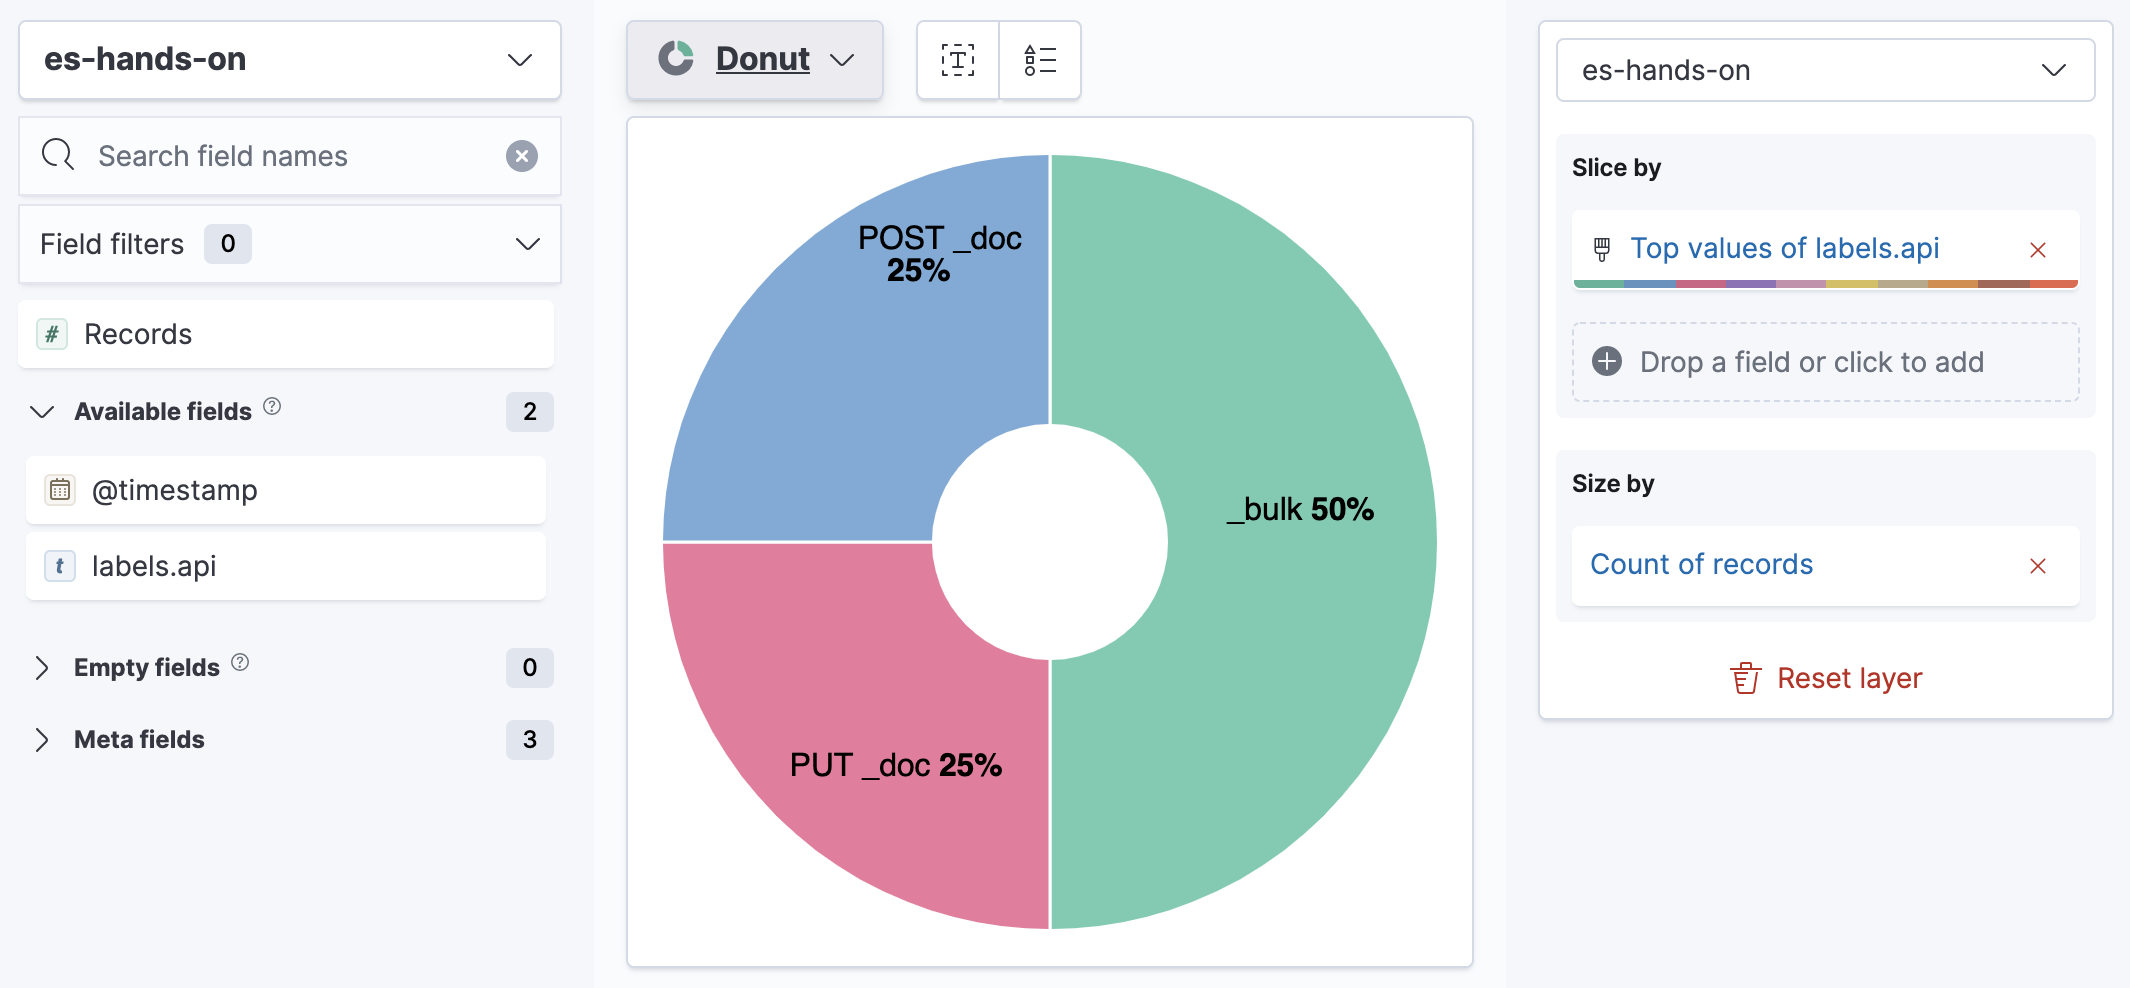 es-hands-on
Search field names
Field filters 0
# Records
Available fields ? 2
@timestamp
t labels.api
Empty fields ? 0
Meta fields 3
Donut
T
POST _doc
25%
_bulk 50%
PUT _doc 25%
es-hands-on
Slice by
Top values of labels.api
Drop a field or click to add
Size by
Count of records
Reset layer